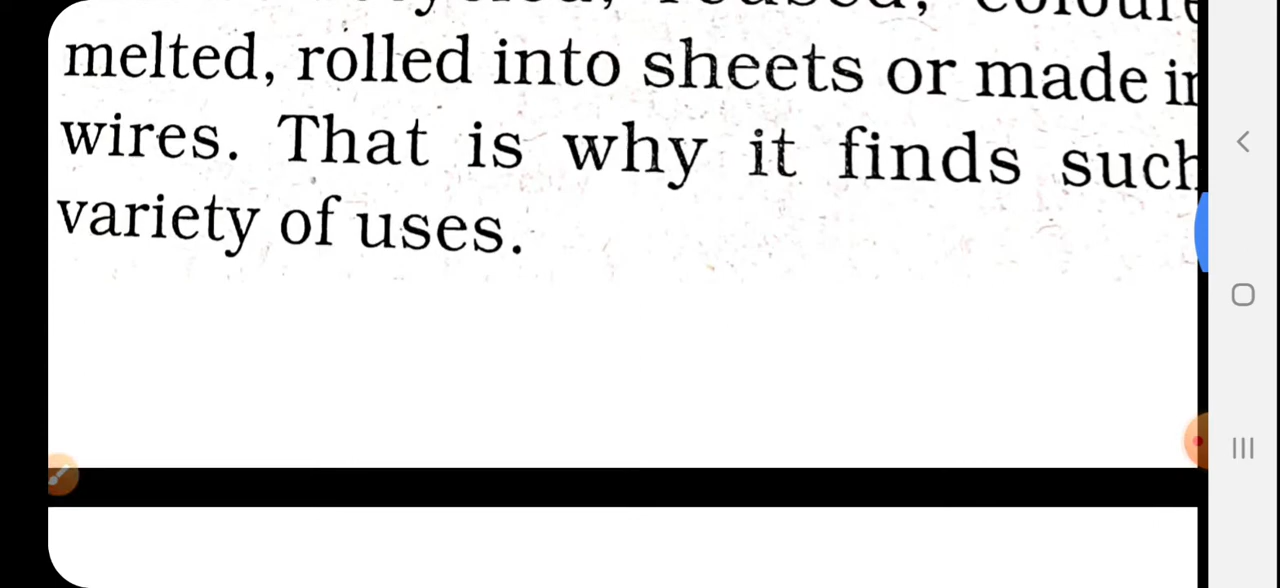 melted, rolled into sheets or made
wires. That is why it finds such
variety of uses.